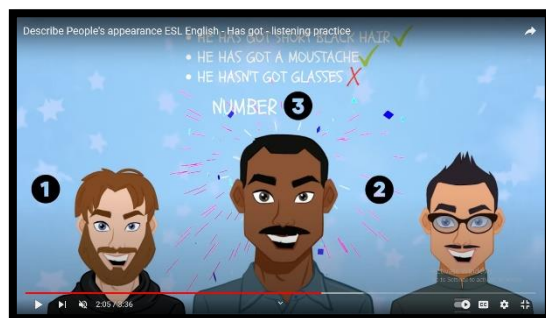 Describe People's appearance ESL English - Has got - listening practice
• HE HAS GOT SHORT BLACK HAIR
• HE HAS GOT A MOUSTACHE
• HE HASN'T GOT GLASSES
NUMBER 3
1
2
2:05 / 3:36
CC